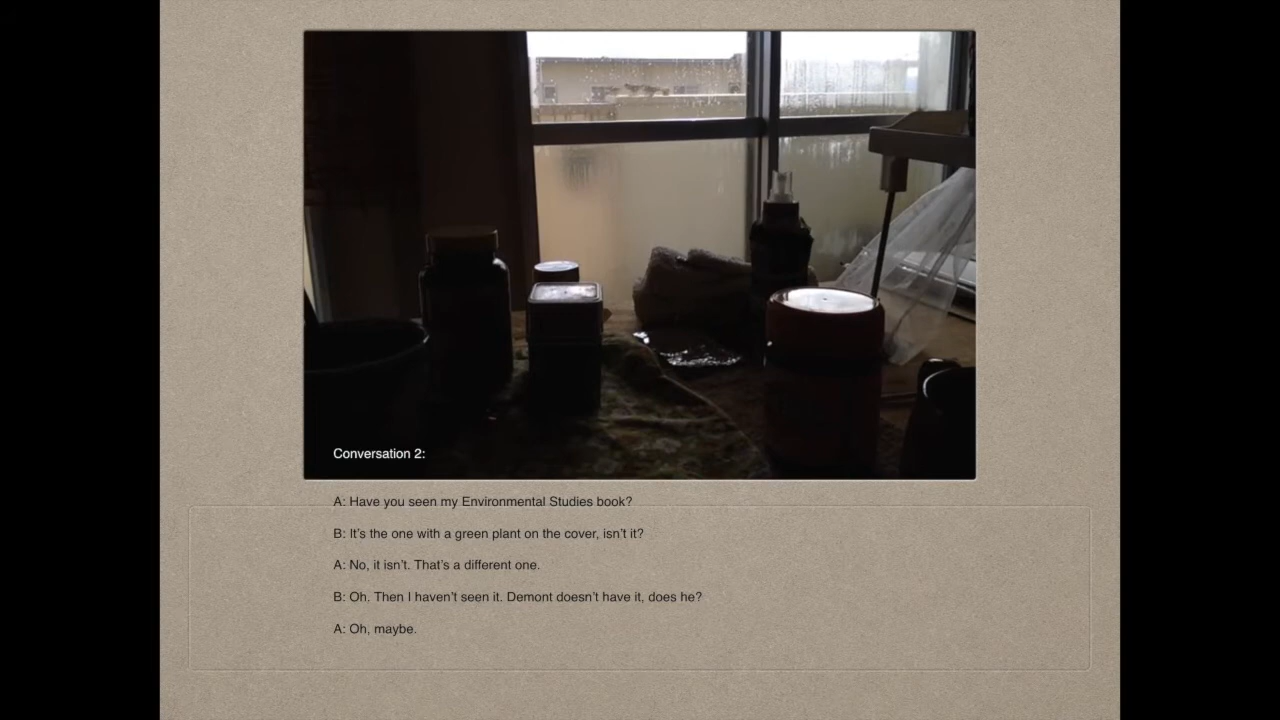 Conversation 2:
A: Have you seen my Environmental Studies book?
B: It’s the one with a green plant on the cover, isn’t it?
A: No, it isn’t. That’s a different one.
B: Oh. Then I haven’t seen it. Demont doesn’t have it, does he?
A: Oh, maybe.